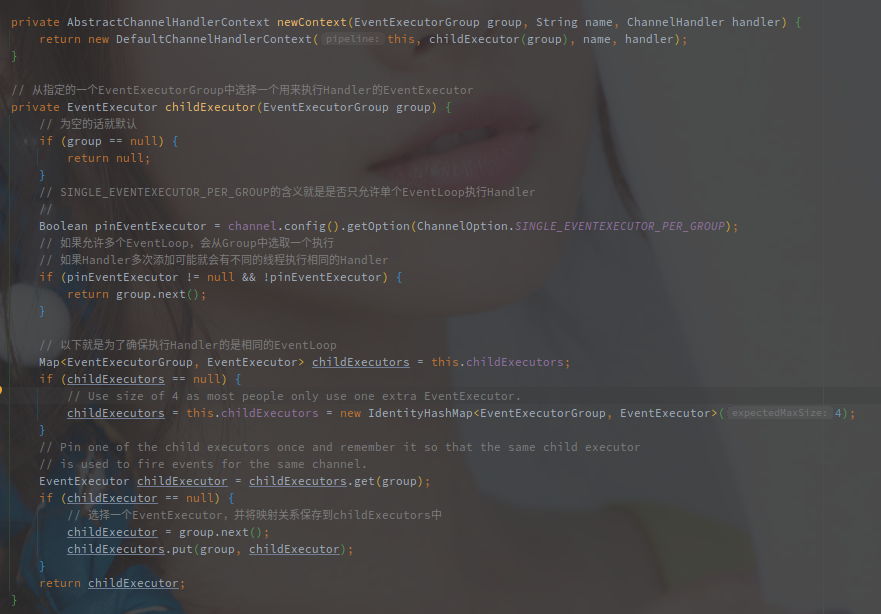 private AbstractChannelHandlerContext newContext(EventExecutorGroup group, String name, ChannelHandler handler) {
    return new DefaultChannelHandlerContext( pipeline: this, childExecutor(group), name, handler);
}

// 从指定的一个EventExecutorGroup中选择一个用来执行Handler的EventExecutor
private EventExecutor childExecutor(EventExecutorGroup group) {
    // 为空的话就默认
    if (group == null) {
        return null;
    }
    // SINGLE_EVENTEXECUTOR_PER_GROUP的含义就是是否只允许单个EventLoop执行Handler
    //
    Boolean pinEventExecutor = channel.config().getOption(ChannelOption.SINGLE_EVENTEXECUTOR_PER_GROUP);
    // 如果允许多个EventLoop，会从Group中选取一个执行
    // 如果Handler多次添加可能就会有不同的线程执行相同的Handler
    if (pinEventExecutor != null && !pinEventExecutor) {
        return group.next();
    }

    // 以下就是为了确保执行Handler的是相同的EventLoop
    Map<EventExecutorGroup, EventExecutor> childExecutors = this.childExecutors;
    if (childExecutors == null) {
        // Use size of 4 as most people only use one extra EventExecutor.
        childExecutors = this.childExecutors = new IdentityHashMap<EventExecutorGroup, EventExecutor>( expectedMaxSize: 4);
    }
    // Pin one of the child executors once and remember it so that the same child executor
    // is used to fire events for the same channel.
    EventExecutor childExecutor = childExecutors.get(group);
    if (childExecutor == null) {
        // 选择一个EventExecutor，并将映射关系保存到childExecutors中
        childExecutor = group.next();
        childExecutors.put(group, childExecutor);
    }
    return childExecutor;
}